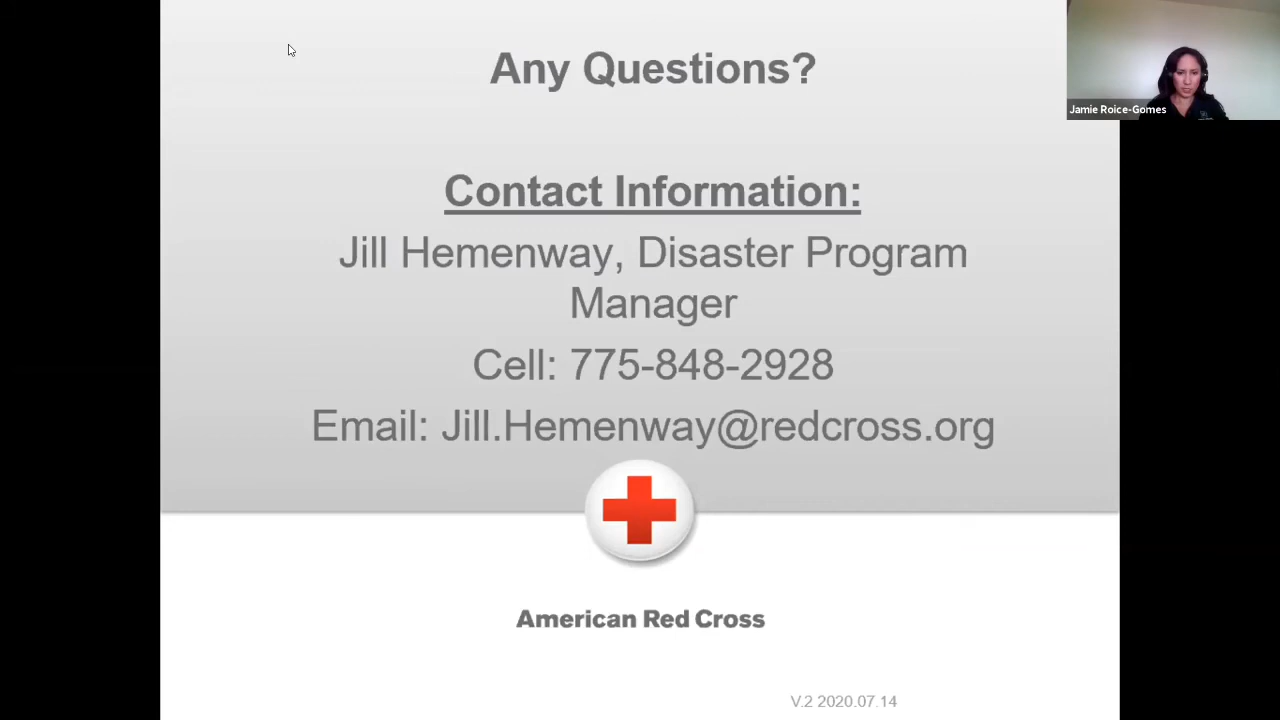 Any Questions?
Jamie Roice-Gomes
Contact Information:
Jill Hemenway, Disaster Program
Manager
Cell: 775-848-2928
Email: Jill.Hemenway@redcross.org
American Red Cross
V.2 2020.07.14